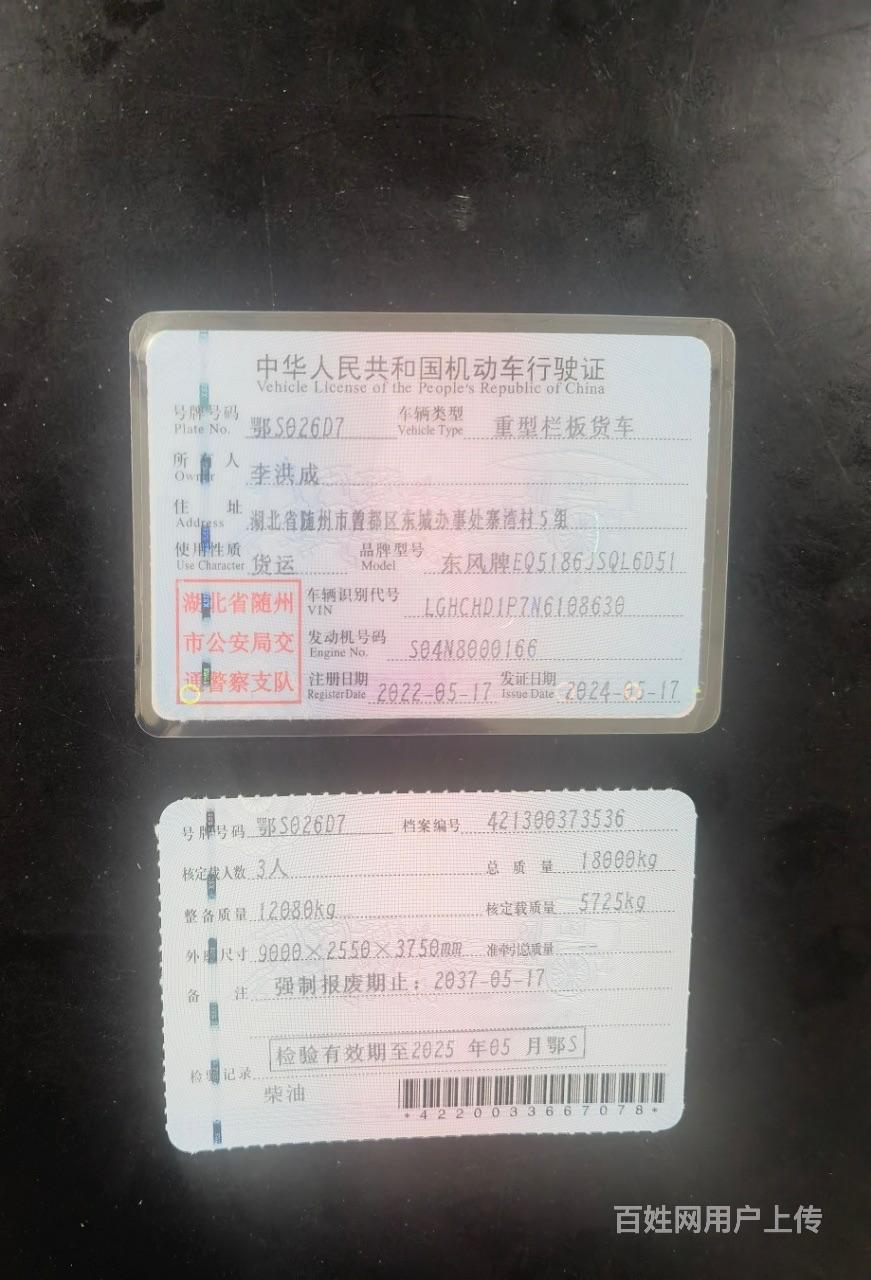 中华人民共和国机动车行驶证
Vehicle License of the People's Republic of China
号牌号码 Plate No. 鄂S026D7 车辆类型 Vehicle Type 重型栏板货车
所有人 Owner 李洪成
住址 Address 湖北省随州市曾都区东城办事处寨湾村5组
使用性质 Use Character 货运 品牌型号 Model 东风牌EQ5186JSQL6D51
湖北省随州 车辆识别代号 VIN LGHCHD1P7N6108630
市公安局交 发动机号码 Engine No. S04N8000166
通警察支队 注册日期 Register Date 2022-05-17 发证日期 Issue Date 2024-05-17
号牌号码 鄂S026D7 档案编号 421300373536
核定载人数 3人 总质量 18000kg
整备质量 12080kg 核定载质量 5725kg
外廓尺寸 9000×2550×3750mm 准牵引总质量 --
备注 强制报废期止：2037-05-17
检验有效期至2025 年05 月鄂S
检验记录
柴油
*4220033667078*
百姓网用户上传